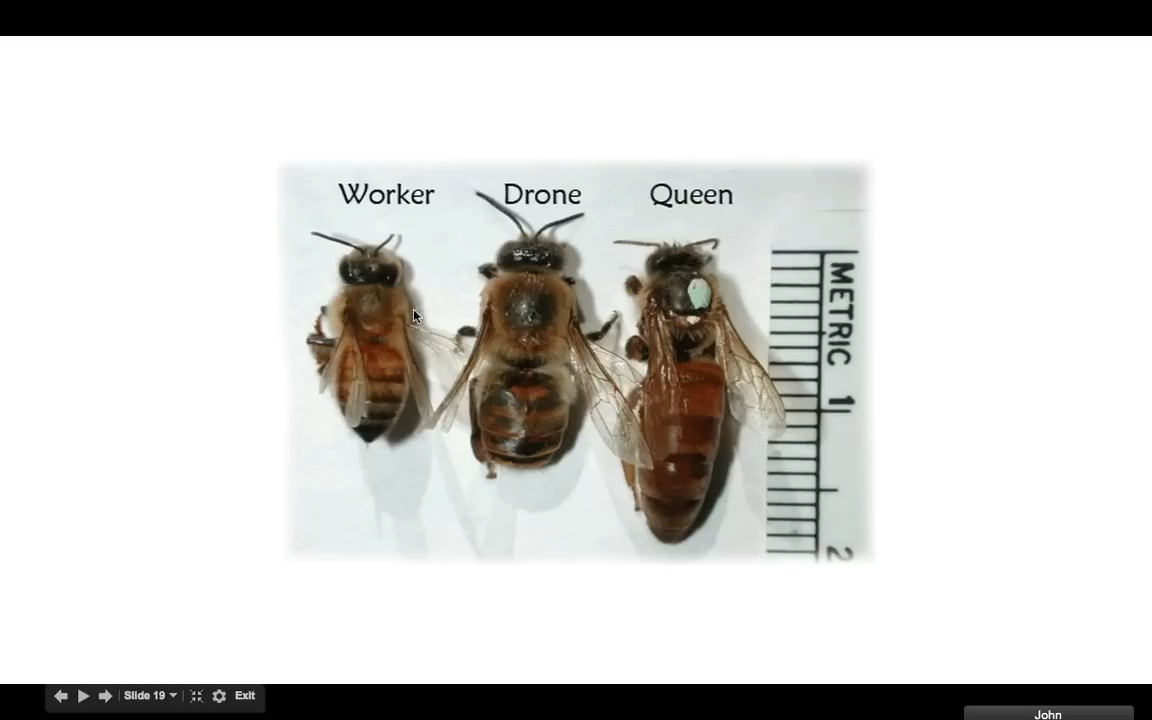 Worker Drone Queen
METRIC 1
2
Slide 19
Exit
John